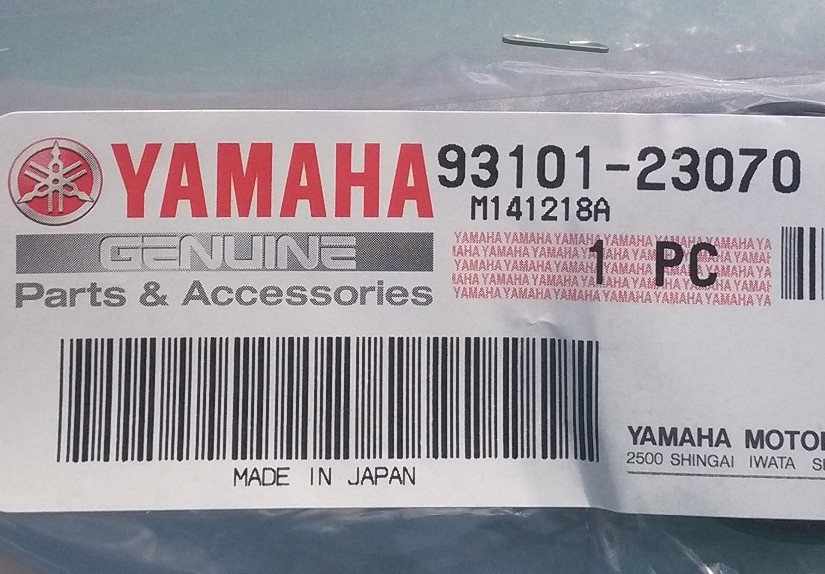 YAMAHA 93101-23070
M141218A
GENUINE
Parts & Accessories
YAMAHA YAMAHA YAMAHA YAMAHA YAMAHA YAMAHA YA
1 PC
MADE IN JAPAN
YAMAHA MOTO
2500 SHINGAI IWATA